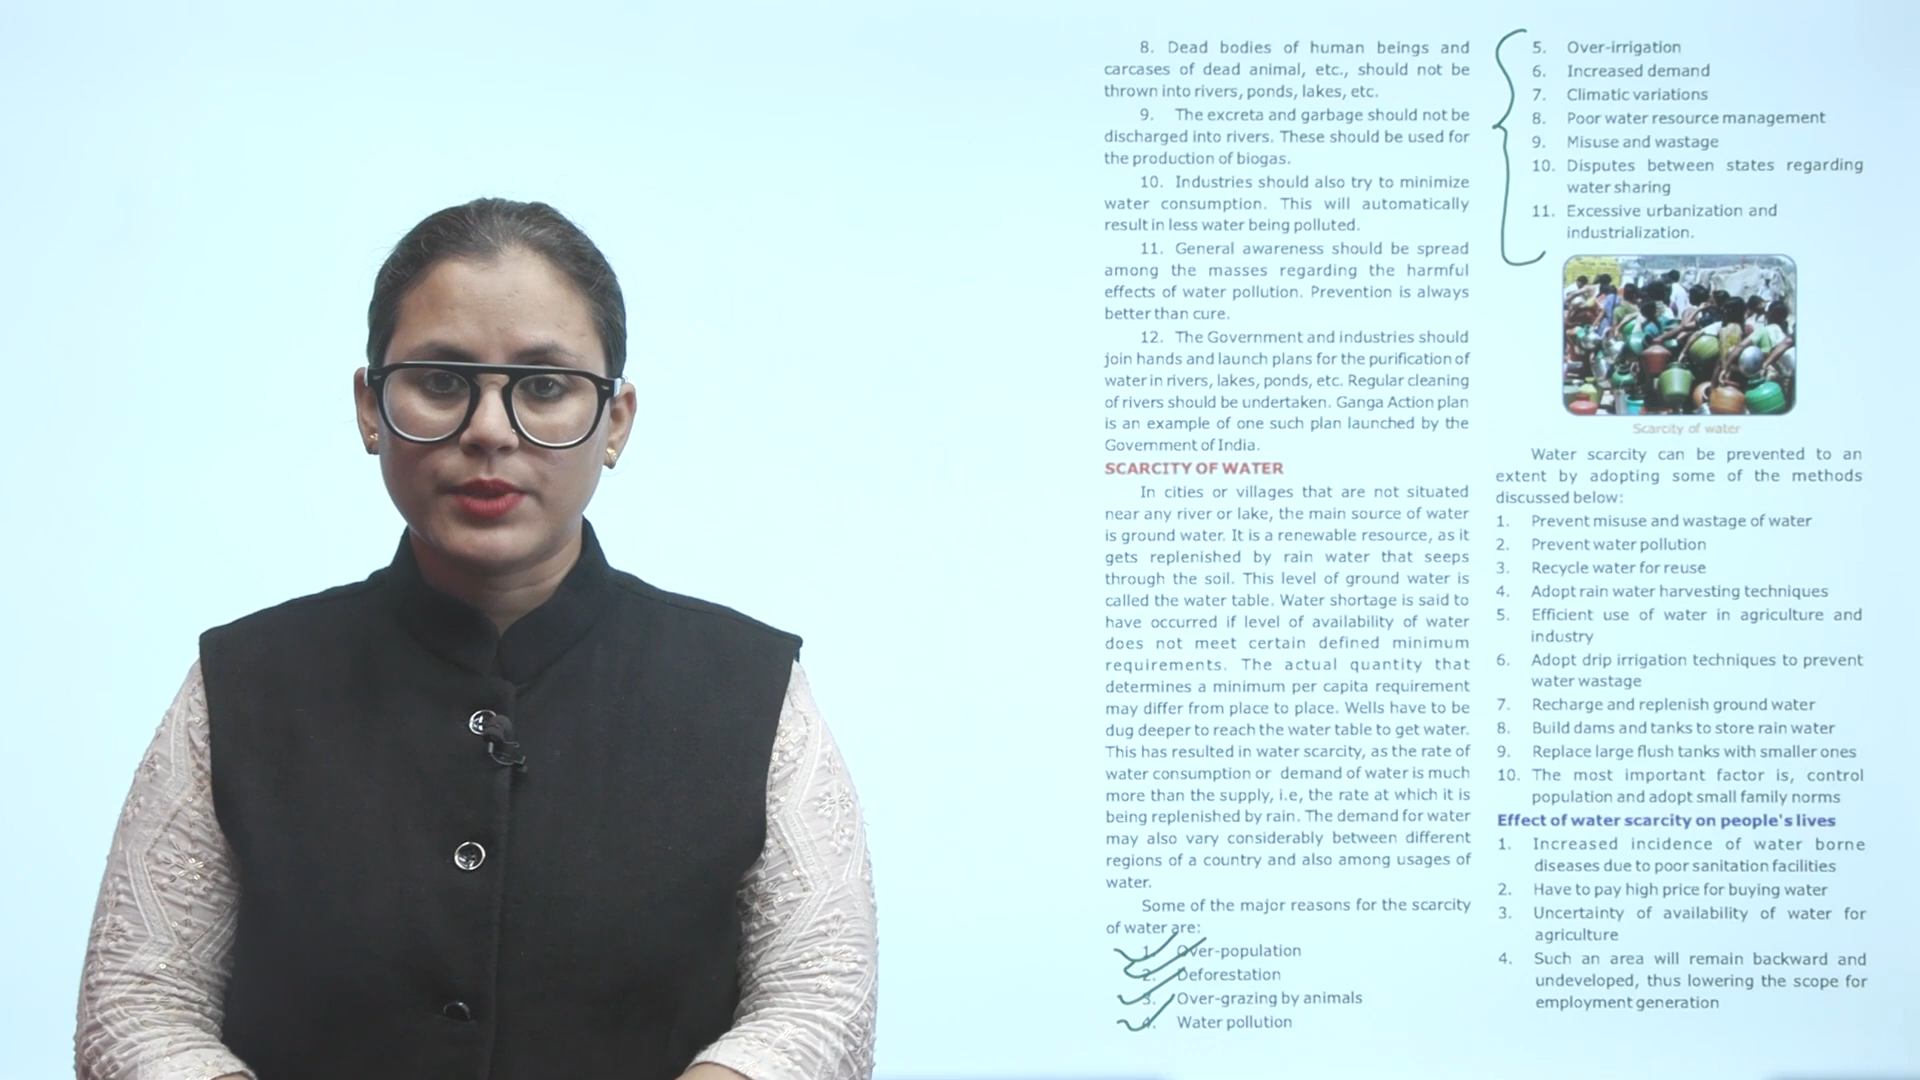 8. Dead bodies of human beings and
carcases of dead animal, etc., should not be
thrown into rivers, ponds, lakes, etc.
9. The excreta and garbage should not be
discharged into rivers. These should be used for
the production of biogas.
10. Industries should also try to minimize
water consumption. This will automatically
result in less water being polluted.
11. General awareness should be spread
among the masses regarding the harmful
effects of water pollution. Prevention is always
better than cure.
12. The Government and industries should
join hands and launch plans for the purification of
water in rivers, lakes, ponds, etc. Regular cleaning
of rivers should be undertaken. Ganga Action plan
is an example of one such plan launched by the
Government of India.
SCARCITY OF WATER
In cities or villages that are not situated
near any river or lake, the main source of water
is ground water. It is a renewable resource, as it
gets replenished by rain water that seeps
through the soil. This level of ground water is
called the water table. Water shortage is said to
have occurred if level of availability of water
does not meet certain defined minimum
requirements. The actual quantity that
determines a minimum per capita requirement
may differ from place to place. Wells have to be
dug deeper to reach the water table to get water.
This has resulted in water scarcity, as the rate of
water consumption or demand of water is much
more than the supply, i.e, the rate at which it is
being replenished by rain. The demand for water
may also vary considerably between different
regions of a country and also among usages of
water.
Some of the major reasons for the scarcity
of water are:
1. Over-population
2. Deforestation
3. Over-grazing by animals
4. Water pollution
5. Over-irrigation
6. Increased demand
7. Climatic variations
8. Poor water resource management
9. Misuse and wastage
10. Disputes between states regarding
water sharing
11. Excessive urbanization and
industrialization.
Scarcity of water
Water scarcity can be prevented to an
extent by adopting some of the methods
discussed below:
1. Prevent misuse and wastage of water
2. Prevent water pollution
3. Recycle water for reuse
4. Adopt rain water harvesting techniques
5. Efficient use of water in agriculture and
industry
6. Adopt drip irrigation techniques to prevent
water wastage
7. Recharge and replenish ground water
8. Build dams and tanks to store rain water
9. Replace large flush tanks with smaller ones
10. The most important factor is, control
population and adopt small family norms
Effect of water scarcity on people's lives
1. Increased incidence of water borne
diseases due to poor sanitation facilities
2. Have to pay high price for buying water
3. Uncertainty of availability of water for
agriculture
4. Such an area will remain backward and
undeveloped, thus lowering the scope for
employment generation